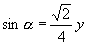 sin α = √2/4 y